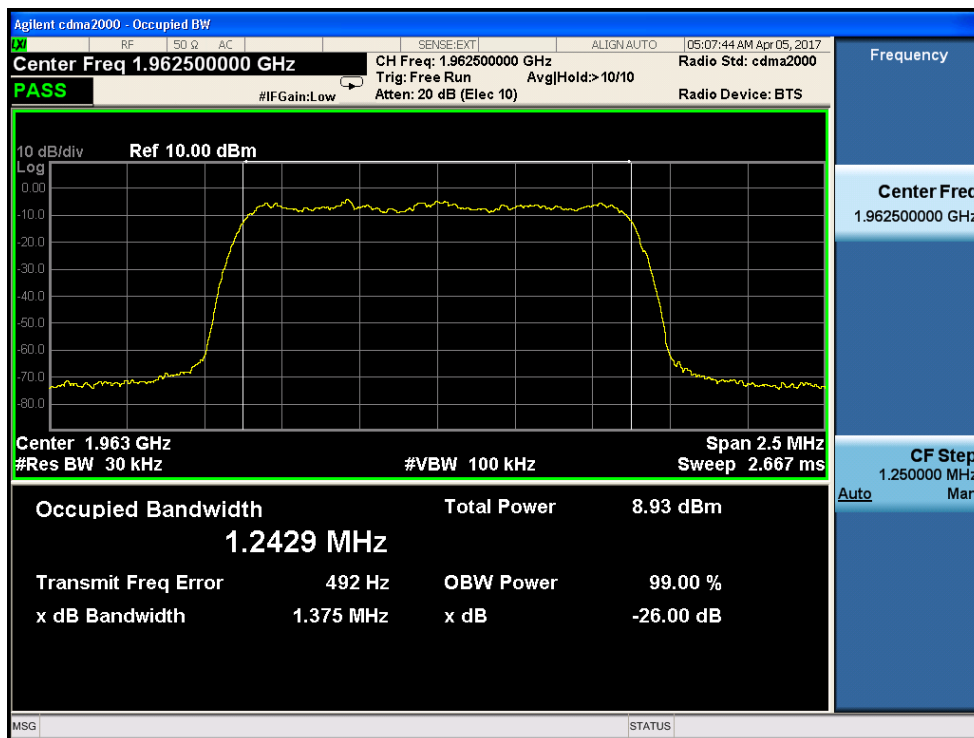 Agilent cdma2000 - Occupied BW
LXI RF 50 Ω AC SENSE:EXT ALIGN AUTO 05:07:44 AM Apr 05, 2017
Center Freq 1.962500000 GHz
CH Freq: 1.962500000 GHz
Radio Std: cdma2000
Trig: Free Run Avg|Hold:>10/10
PASS
#IFGain:Low
Atten: 20 dB (Elec 10)
Radio Device: BTS
10 dB/div Ref 10.00 dBm
Log
0.00
-10.0
-20.0
-30.0
-40.0
-50.0
-60.0
-70.0
-80.0
Center 1.963 GHz
Span 2.5 MHz
#Res BW 30 kHz
#VBW 100 kHz
Sweep 2.667 ms
Occupied Bandwidth
1.2429 MHz
Total Power 8.93 dBm
Transmit Freq Error 492 Hz
OBW Power 99.00 %
x dB Bandwidth 1.375 MHz
x dB -26.00 dB
MSG
STATUS
Frequency
Center Freq
1.962500000 GHz
CF Step
1.250000 MHz
Auto Man